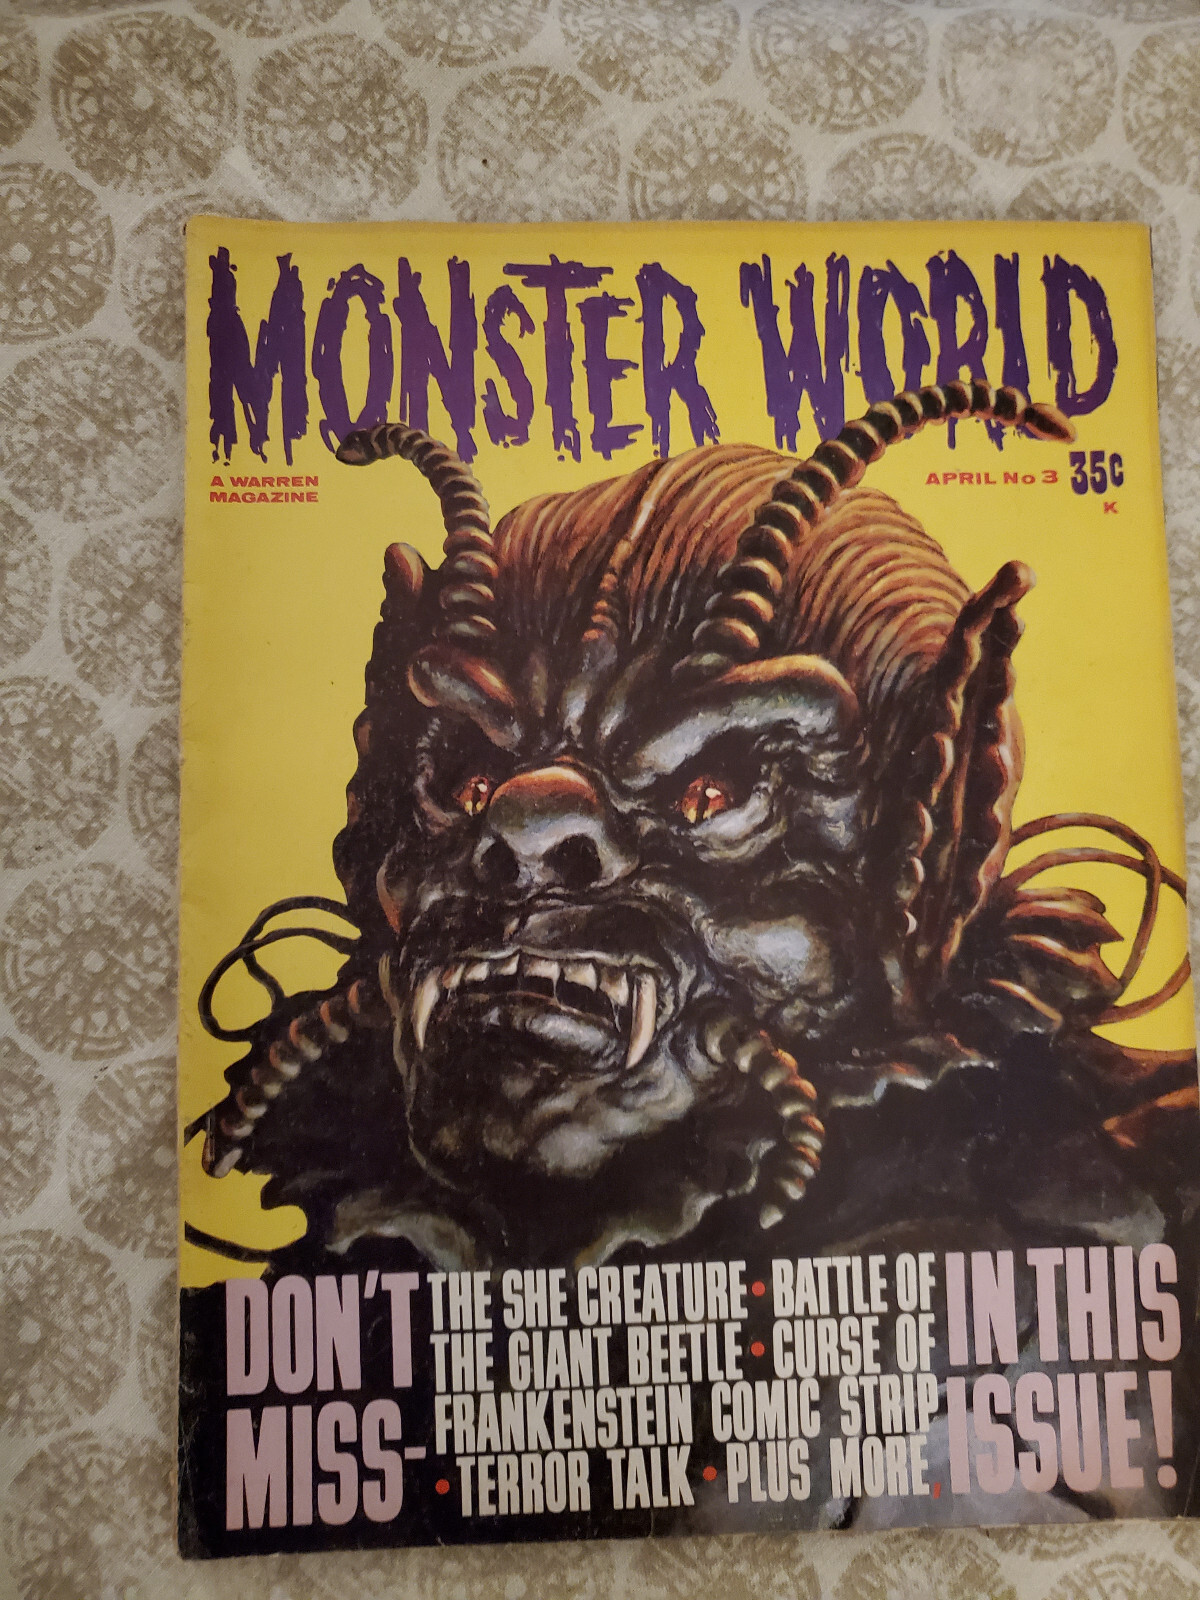 MONSTER WORLD
A WARREN
MAGAZINE
APRIL No 3 35¢
K
DON'T
MISS-
THE SHE CREATURE • BATTLE OF
THE GIANT BEETLE • CURSE OF
FRANKENSTEIN COMIC STRIP
• TERROR TALK • PLUS MORE,
IN THIS
ISSUE!